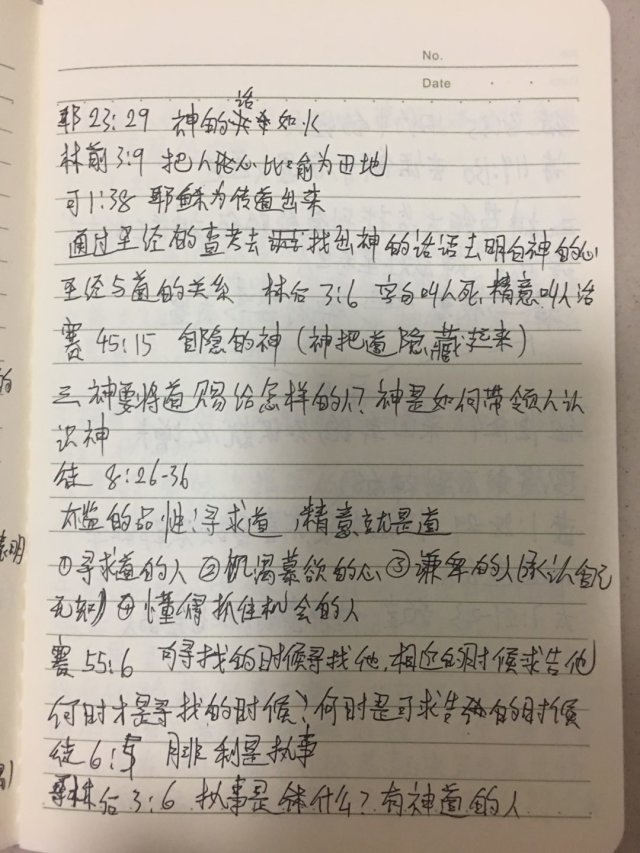 No.
Date
耶 23:29 神的话如火
林前 3:9 把人的心比喻为田地
可 1:38 耶稣为传道出来
通过圣经的查考去找出神的话语去明白神的心
圣经与道的关系 林后 3:6 字句叫人死,精意叫人活
赛 45:15 自隐的神(神把道隐藏起来)
三、神要将道赐给怎样的人?神是如何带领人认
识神
徒 8:26-36
太监的品性:寻求道,精意就是道
①寻求道的人 ②饥渴慕欲的心 ③谦卑的人(承认自己
无知) ④懂得抓住机会的人
赛 55:6 可寻找的时候寻找他,相近的时候求告他
何时才是寻找的时候?何时是可求告的时候
徒 6:5 腓利是执事
林后 3:6 执事是什么?有神道的人